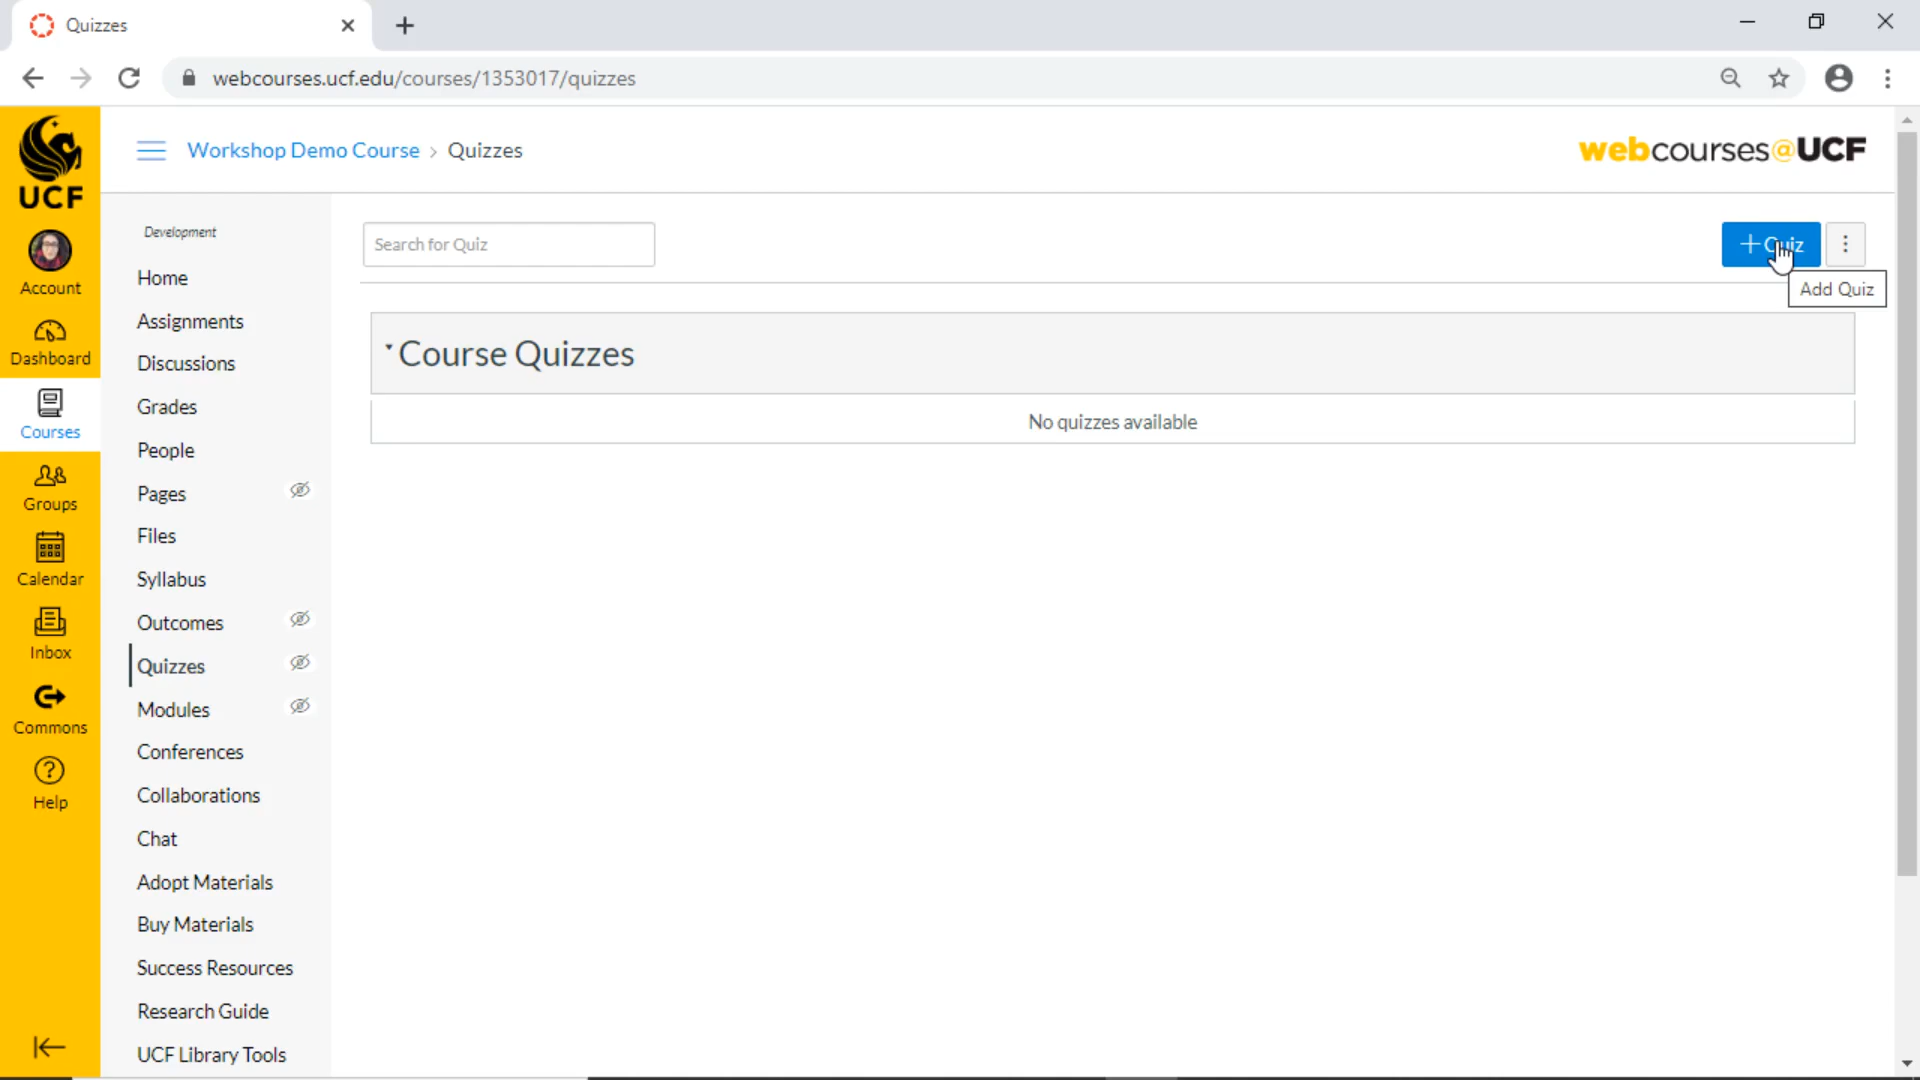 Quizzes
webcourses.ucf.edu/courses/1353017/quizzes
UCF
Account
Dashboard
Courses
Groups
Calendar
Inbox
Commons
Help
Workshop Demo Course > Quizzes
webcourses@UCF
Development
Home
Assignments
Discussions
Grades
People
Pages
Files
Syllabus
Outcomes
Quizzes
Modules
Conferences
Collaborations
Chat
Adopt Materials
Buy Materials
Success Resources
Research Guide
UCF Library Tools
Search for Quiz
+ Quiz
Add Quiz
Course Quizzes
No quizzes available